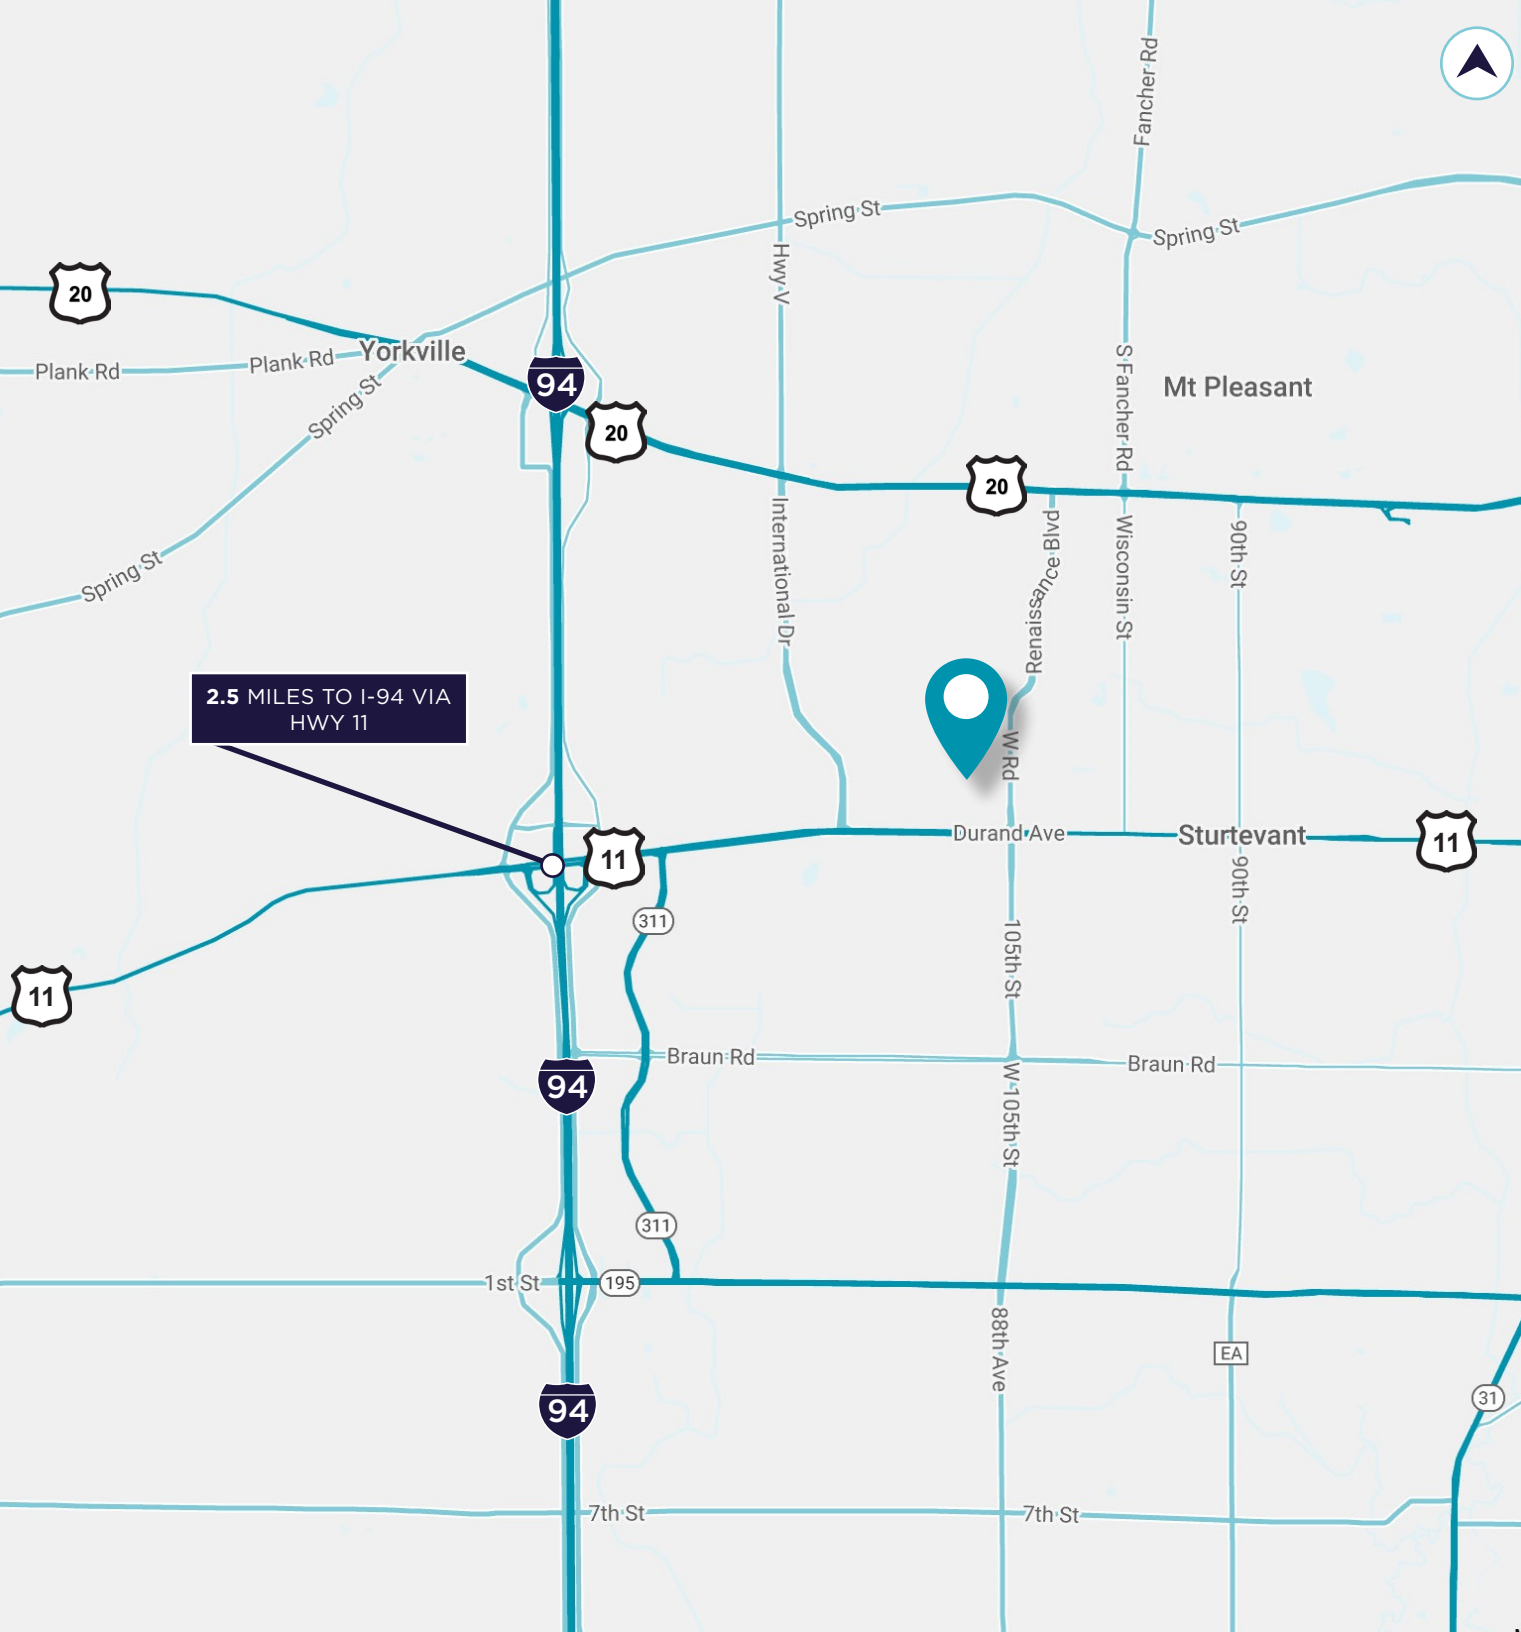 Fancher Rd
Spring St
Spring St
Hwy V
20
Plank Rd
Plank Rd
Yorkville
94
S Fancher Rd
Mt Pleasant
Spring St
20
20
Renaissance Blvd
International Dr
Wisconsin St
90th St
Spring St
2.5 MILES TO I-94 VIA
HWY 11
W Rd
Durand Ave
Sturtevant
11
11
90th St
311
105th St
11
Braun Rd
Braun Rd
94
W 105th St
311
1st St
195
88th Ave
EA
31
94
7th St
7th St